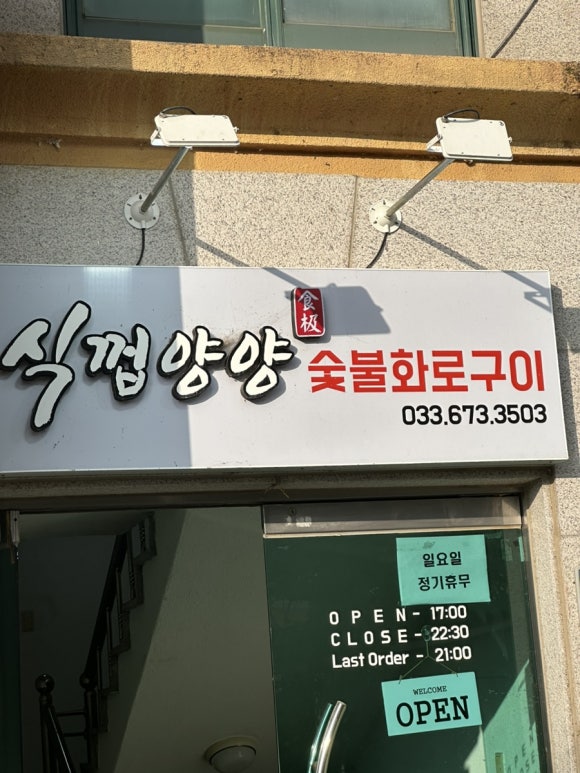 食极
식껍양양
숯불화로구이
033.673.3503
일요일
정기휴무
OPEN - 17:00
CLOSE - 22:30
Last Order - 21:00
WELCOME
OPEN